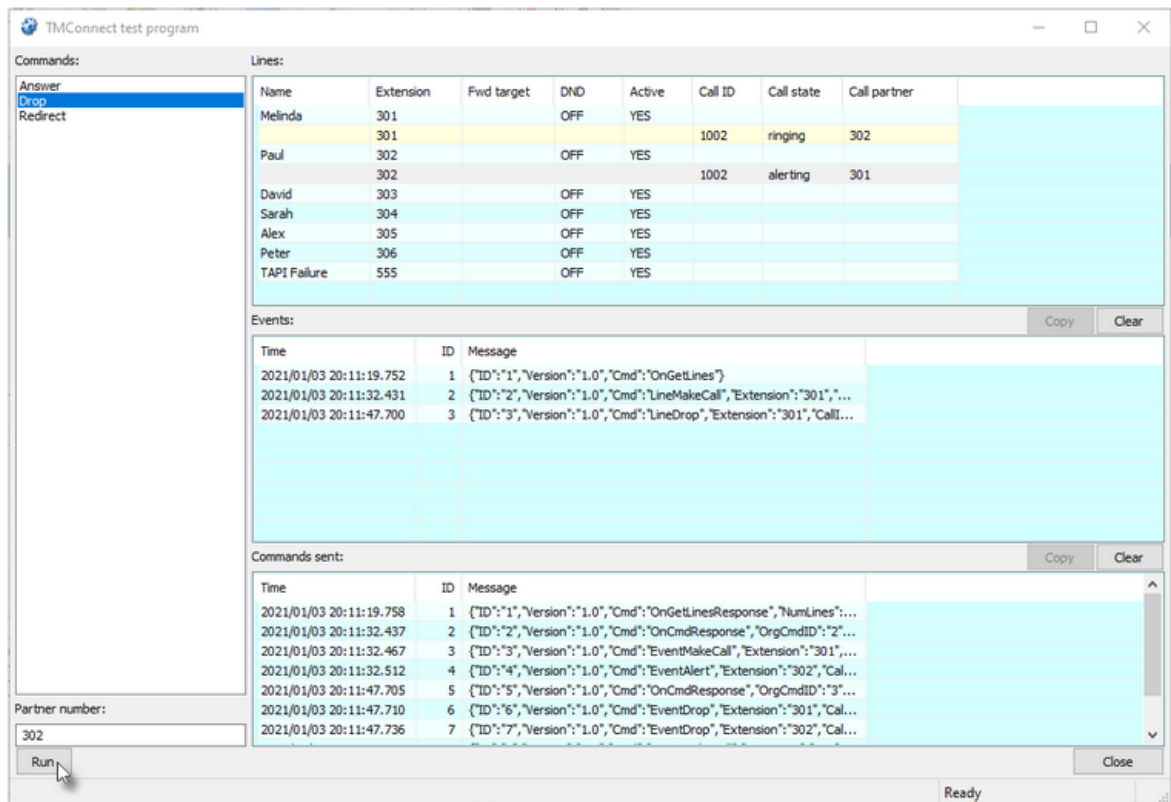 TMConnect test program
Commands:
Answer
Drop
Redirect
Lines:
Name Extension Fwd target DND Active Call ID Call state Call partner
Melinda 301 OFF YES
301 1002 ringing 302
Paul 302 OFF YES
302 1002 alerting 301
David 303 OFF YES
Sarah 304 OFF YES
Alex 305 OFF YES
Peter 306 OFF YES
TAPI Failure 555 OFF YES
Events:
Copy Clear
Time ID Message
2021/01/03 20:11:19.752 1 {"ID":"1","Version":"1.0","Cmd":"OnGetLines"}
2021/01/03 20:11:32.431 2 {"ID":"2","Version":"1.0","Cmd":"LineMakeCall","Extension":"301","...
2021/01/03 20:11:47.700 3 {"ID":"3","Version":"1.0","Cmd":"LineDrop","Extension":"301","CallI...
Commands sent:
Copy Clear
Time ID Message
2021/01/03 20:11:19.758 1 {"ID":"1","Version":"1.0","Cmd":"OnGetLinesResponse","NumLines":...
2021/01/03 20:11:32.437 2 {"ID":"2","Version":"1.0","Cmd":"OnCmdResponse","OrgCmdID":"2"...
2021/01/03 20:11:32.467 3 {"ID":"3","Version":"1.0","Cmd":"EventMakeCall","Extension":"301",...
2021/01/03 20:11:32.512 4 {"ID":"4","Version":"1.0","Cmd":"EventAlert","Extension":"302","Cal...
2021/01/03 20:11:47.705 5 {"ID":"5","Version":"1.0","Cmd":"OnCmdResponse","OrgCmdID":"3"...
2021/01/03 20:11:47.710 6 {"ID":"6","Version":"1.0","Cmd":"EventDrop","Extension":"301","Cal...
2021/01/03 20:11:47.736 7 {"ID":"7","Version":"1.0","Cmd":"EventDrop","Extension":"302","Cal...
Partner number:
302
Run
Close
Ready